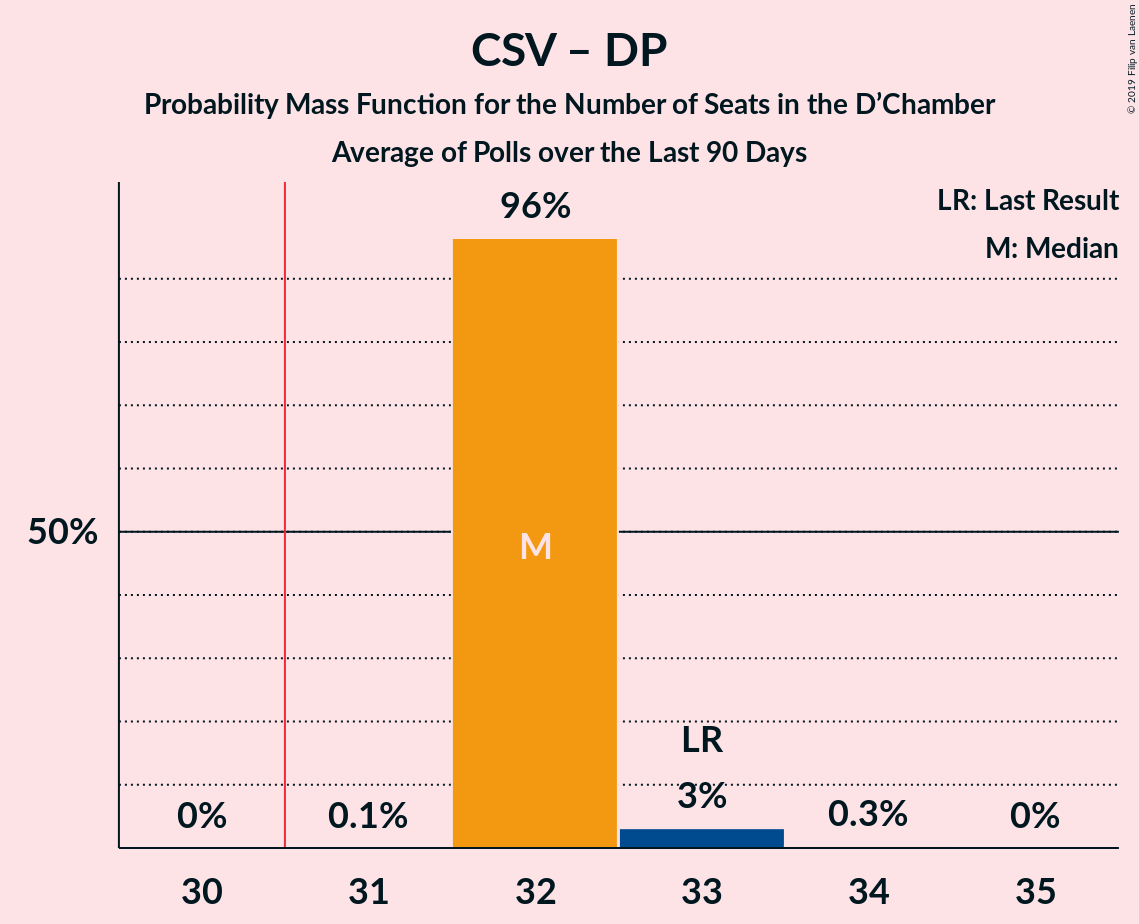 CSV – DP
Probability Mass Function for the Number of Seats in the D’Chamber
Average of Polls over the Last 90 Days
© 2019 Filip van Laenen
LR: Last Result
M: Median
96%
50%
M
LR
0%
0.1%
3%
0.3%
0%
30 31 32 33 34 35